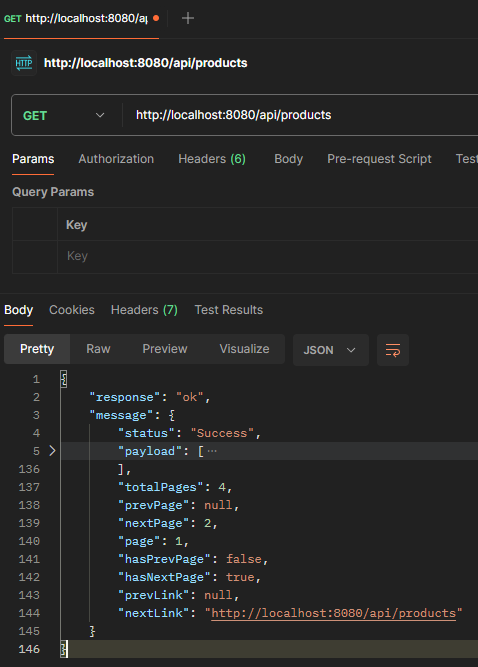 GET http://localhost:8080/ap
HTTP http://localhost:8080/api/products
GET http://localhost:8080/api/products
Params Authorization Headers (6) Body Pre-request Script Test
Query Params
Key
Key
Body Cookies Headers (7) Test Results
Pretty Raw Preview Visualize JSON
1 {
2 "response": "ok",
3 "message": {
4 "status": "Success",
5 "payload": [ ···
136 ],
137 "totalPages": 4,
138 "prevPage": null,
139 "nextPage": 2,
140 "page": 1,
141 "hasPrevPage": false,
142 "hasNextPage": true,
143 "prevLink": null,
144 "nextLink": "http://localhost:8080/api/products"
145 }
146 }